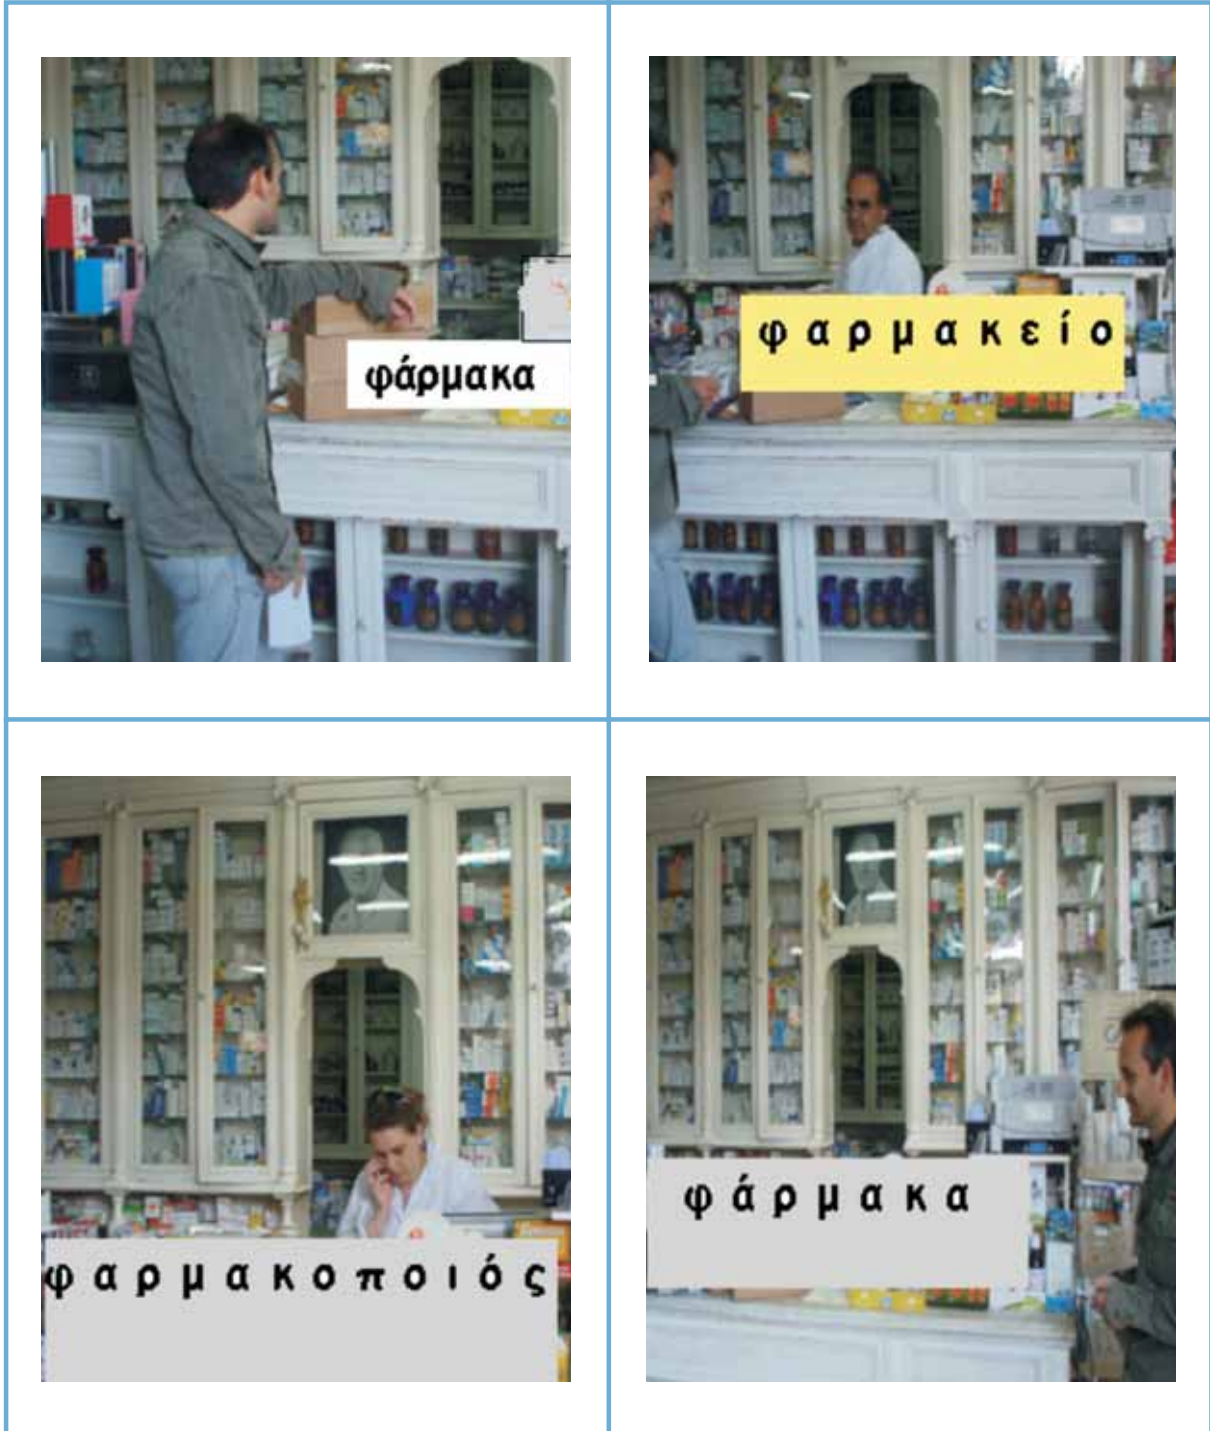 φάρμακα
φ α ρ μ α κ ε ί ο
φ α ρ μ α κ ο π ο ι ό ς
φ ά ρ μ α κ α